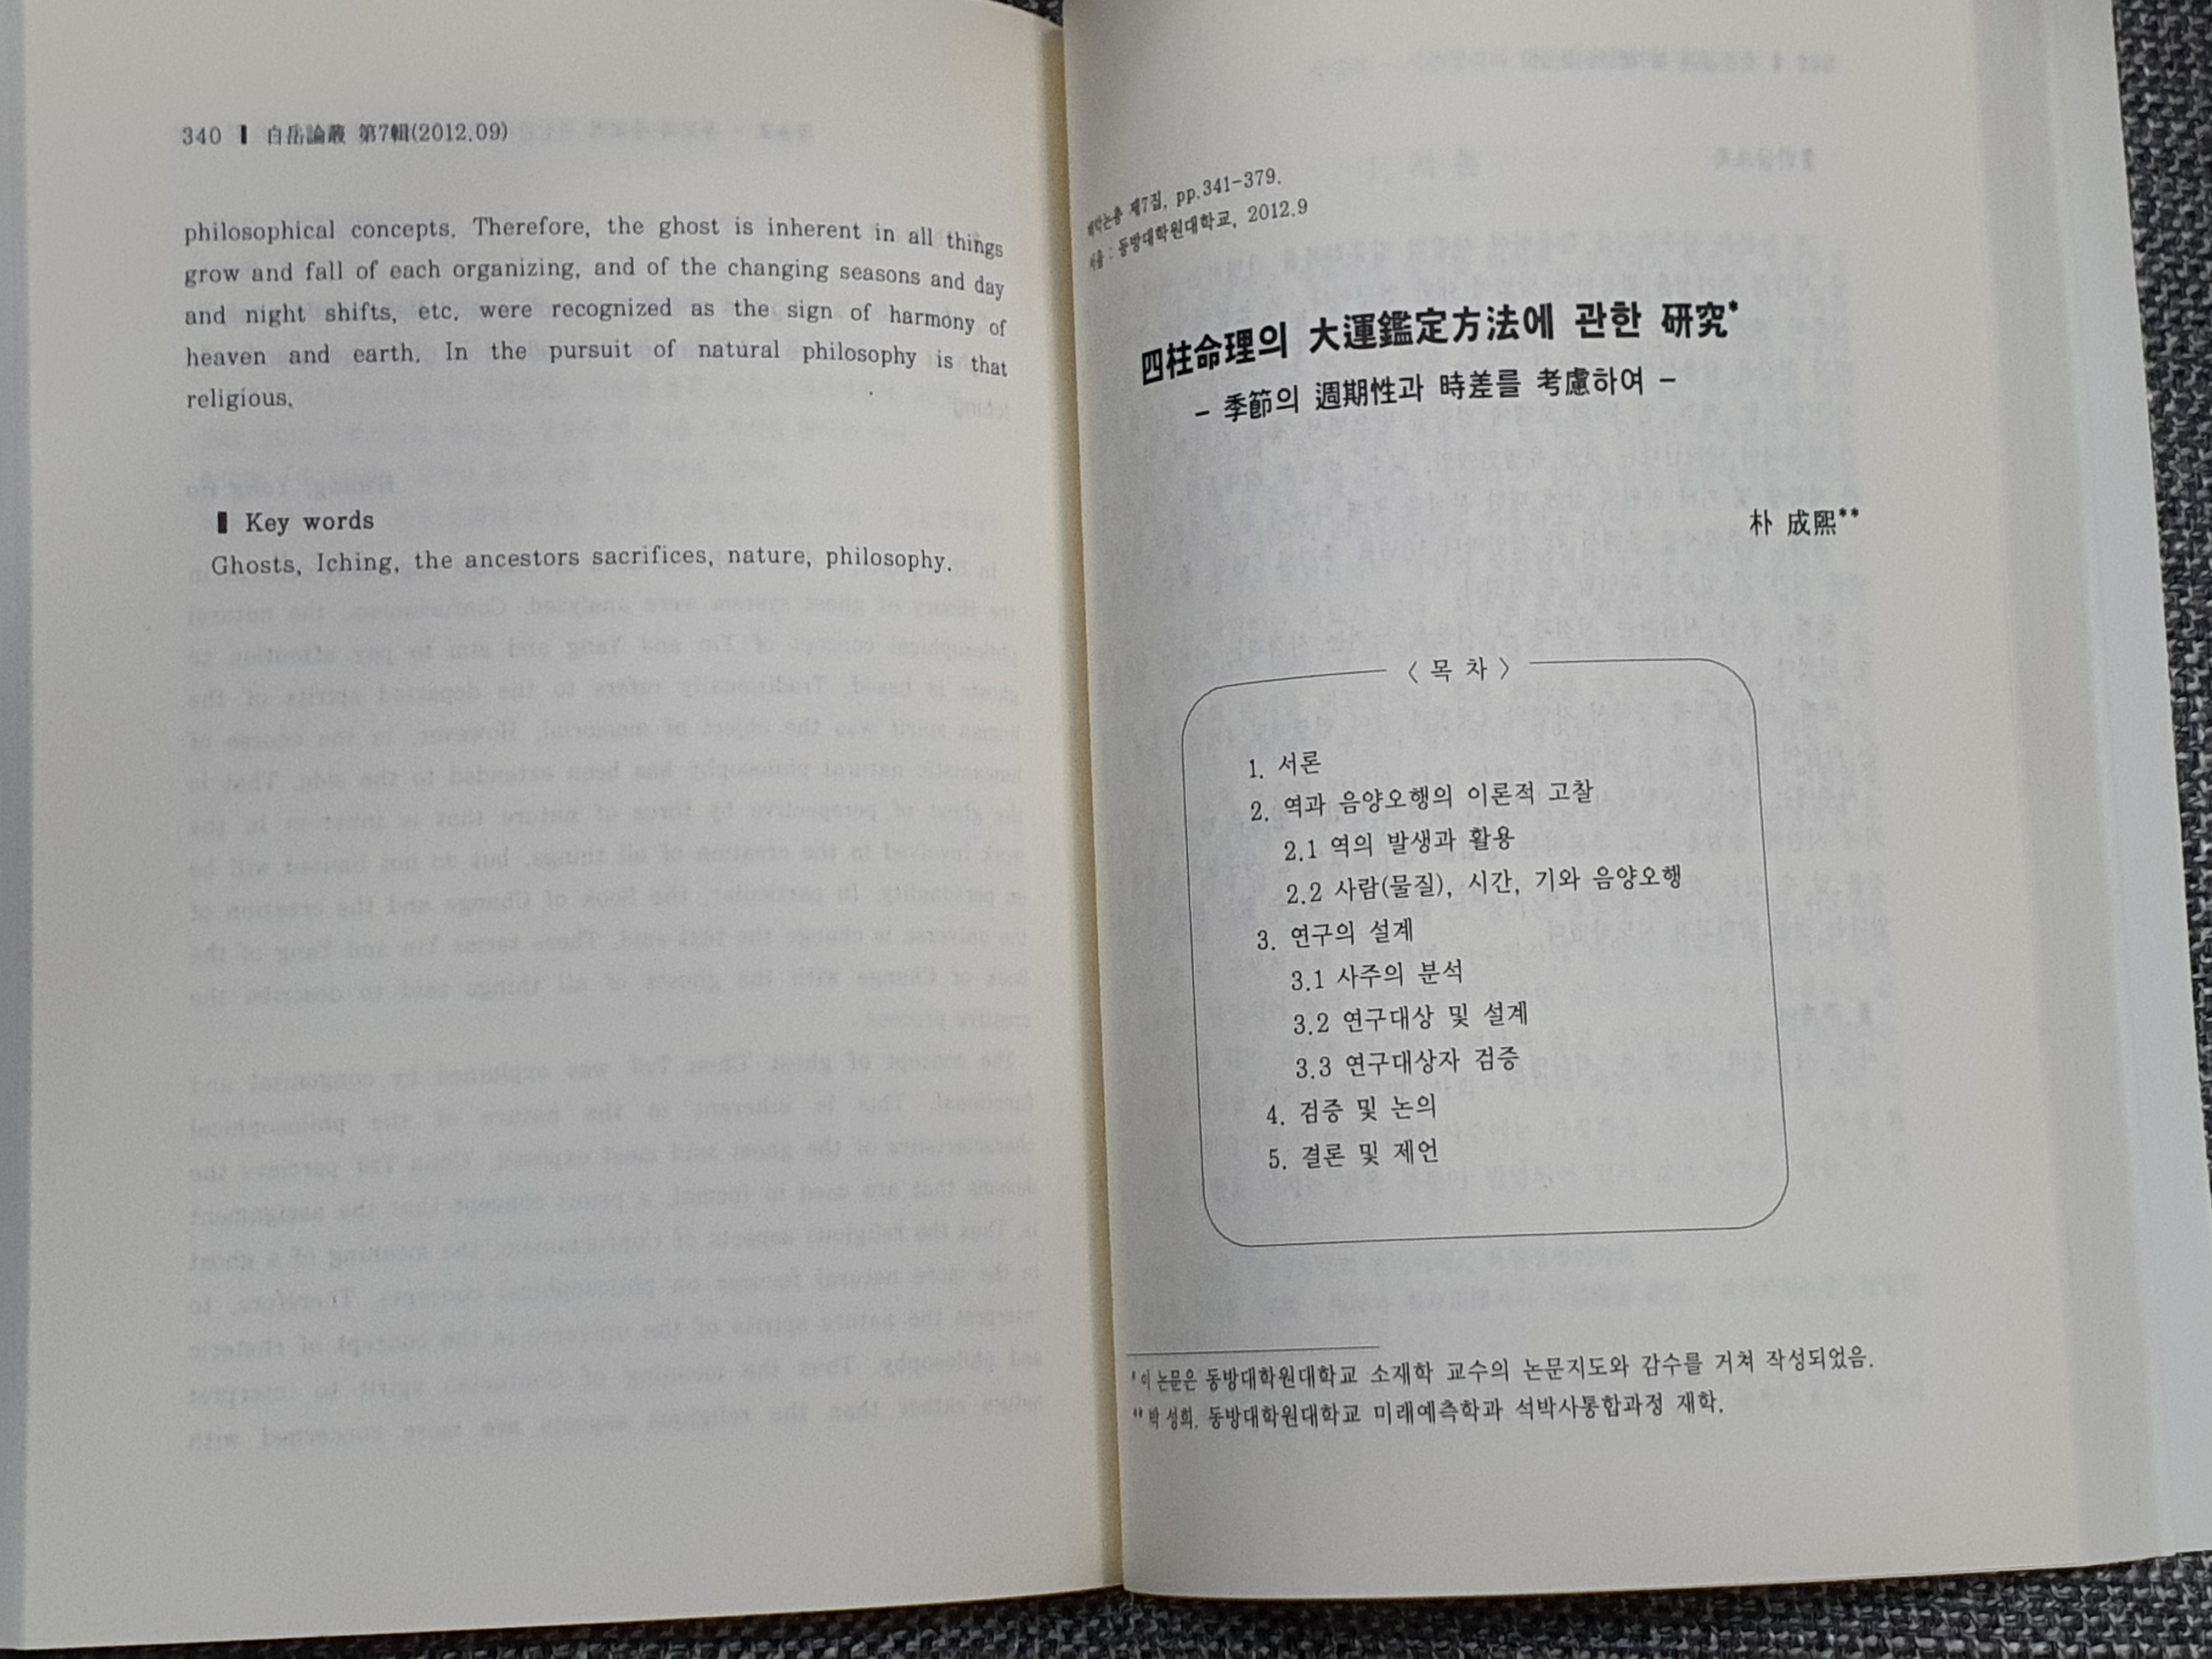 340 ▌ 白岳論叢 第7輯(2012.09)
philosophical concepts. Therefore, the ghost is inherent in all things
grow and fall of each organizing, and of the changing seasons and day
and night shifts, etc. were recognized as the sign of harmony of
heaven and earth. In the pursuit of natural philosophy is that
religious.
▌ Key words
Ghosts, Iching, the ancestors sacrifices, nature, philosophy.
백악논총 제7집, pp.341-379.
서울 : 동방대학원대학교, 2012.9
四柱命理의 大運鑑定方法에 관한 研究*
- 季節의 週期性과 時差를 考慮하여 -
朴 成熙**
〈 목 차 〉
1. 서론
2. 역과 음양오행의 이론적 고찰
2.1 역의 발생과 활용
2.2 사람(물질), 시간, 기와 음양오행
3. 연구의 설계
3.1 사주의 분석
3.2 연구대상 및 설계
3.3 연구대상자 검증
4. 검증 및 논의
5. 결론 및 제언
* 이 논문은 동방대학원대학교 소재학 교수의 논문지도와 감수를 거쳐 작성되었음.
** 박성희, 동방대학원대학교 미래예측학과 석박사통합과정 재학.